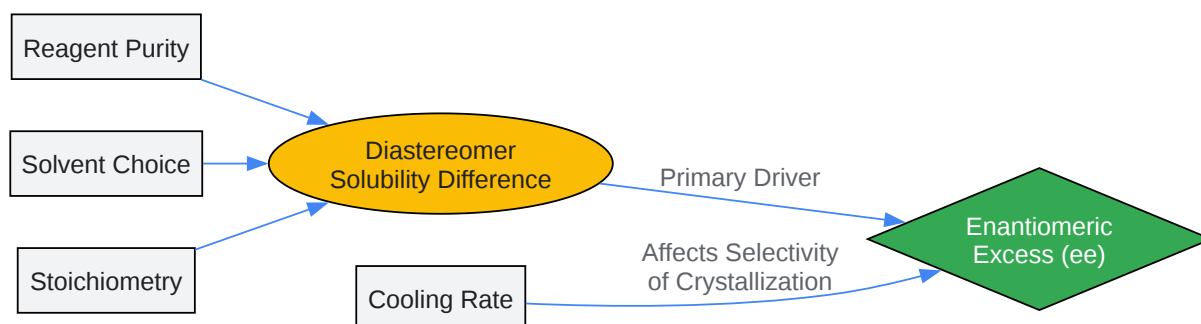 Reagent Purity
Solvent Choice
Stoichiometry
Diastereomer
Solubility Difference
Primary Driver
Affects Selectivity
of Crystallization
Cooling Rate
Enantiomeric
Excess (ee)